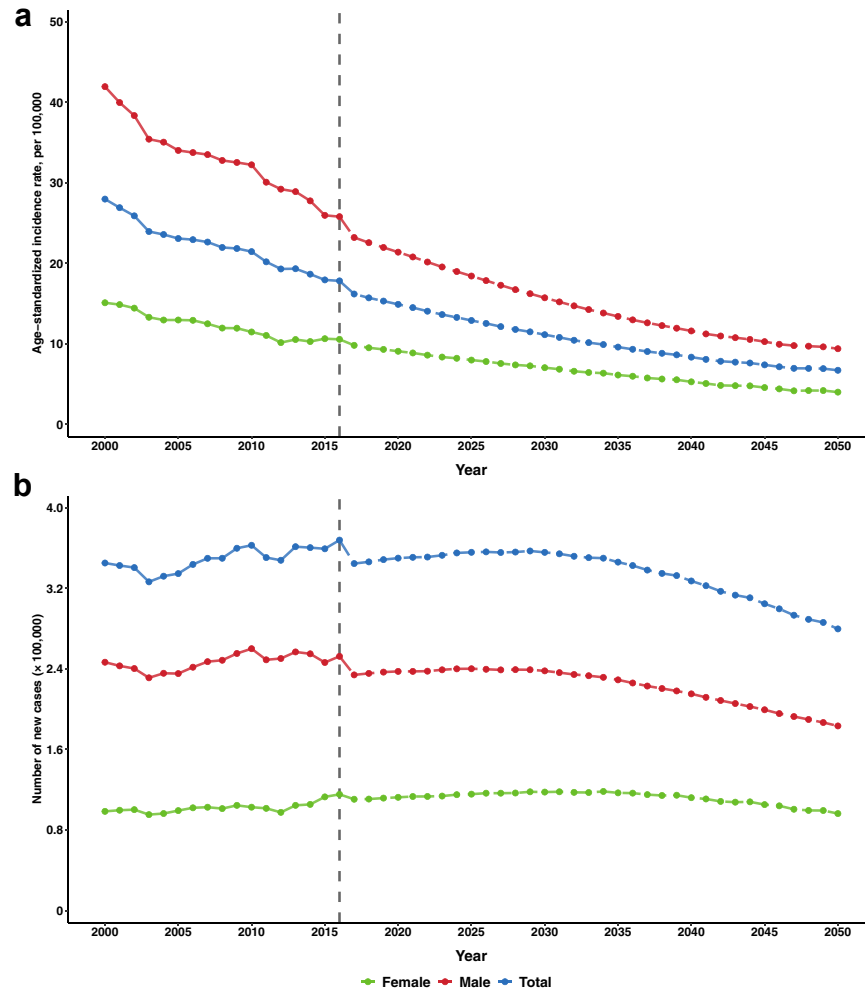 a
Age-standardized incidence rate, per 100,000
50
40
30
20
10
0
2000 2005 2010 2015 2020 2025 2030 2035 2040 2045 2050
Year
b
Number of new cases (× 100,000)
4.0
3.2
2.4
1.6
0.8
0
2000 2005 2010 2015 2020 2025 2030 2035 2040 2045 2050
Year
Female Male Total